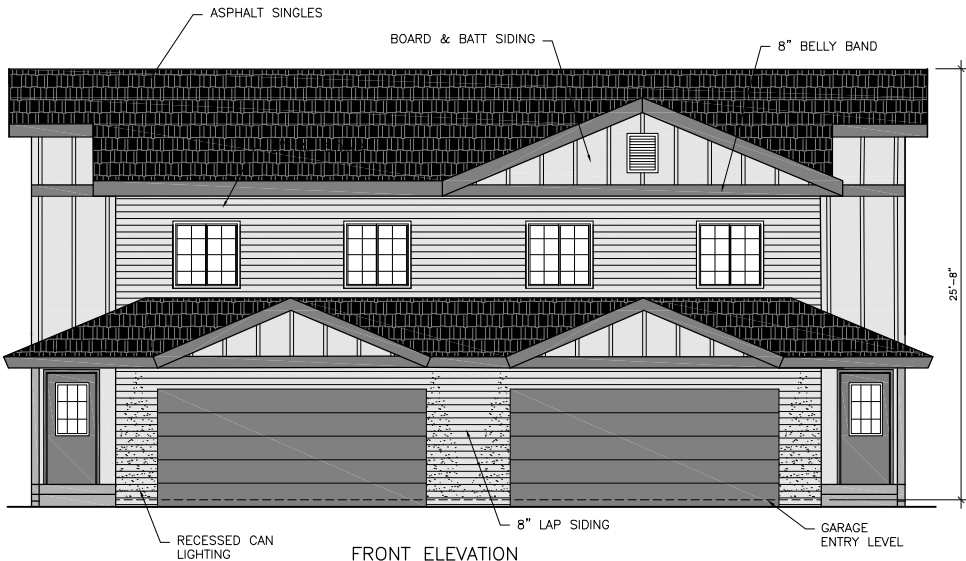 ASPHALT SINGLES
BOARD & BATT SIDING
8" BELLY BAND
25'-8"
8" LAP SIDING
RECESSED CAN
LIGHTING
GARAGE
ENTRY LEVEL
FRONT ELEVATION